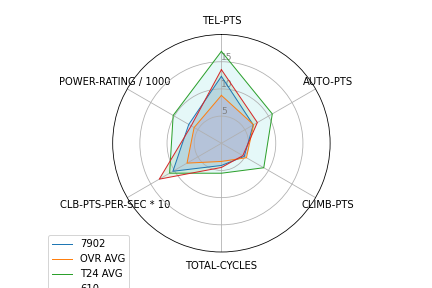 TEL-PTS
POWER-RATING / 1000
AUTO-PTS
15
10
5
CLB-PTS-PER-SEC * 10
CLIMB-PTS
TOTAL-CYCLES
7902
OVR AVG
T24 AVG
610